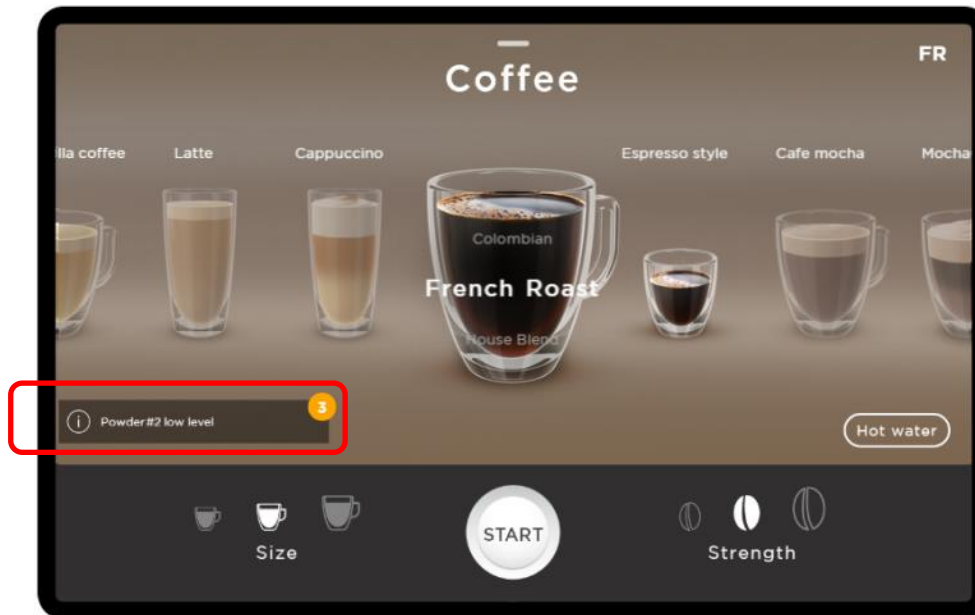 Coffee
FR
lla coffee
Latte
Cappuccino
Espresso style
Cafe mocha
Mocha
Colombian
French Roast
House Blend
3
Powder #2 low level
Hot water
START
Size
Strength